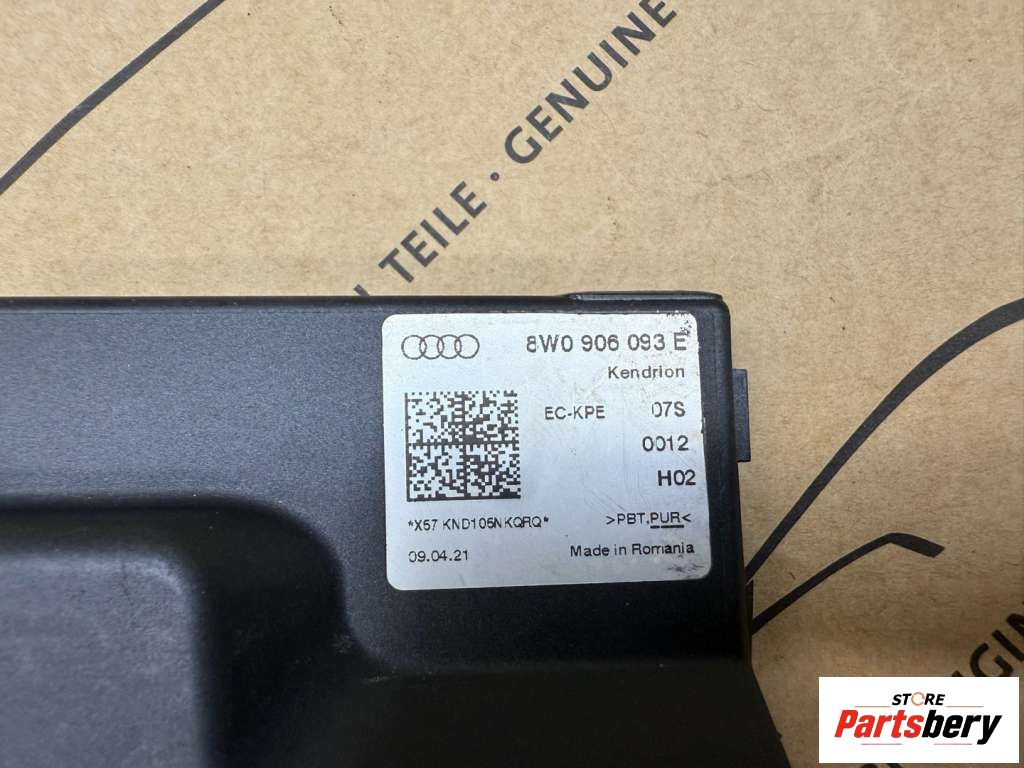 TEILE · GENUINE
8W0 906 093 E
Kendrion
EC-KPE 07S
0012
H02
*X57 KND106NKQRQ*
>PBT,PUR<
09.04.21
Made in Romania
STORE
Partsbery